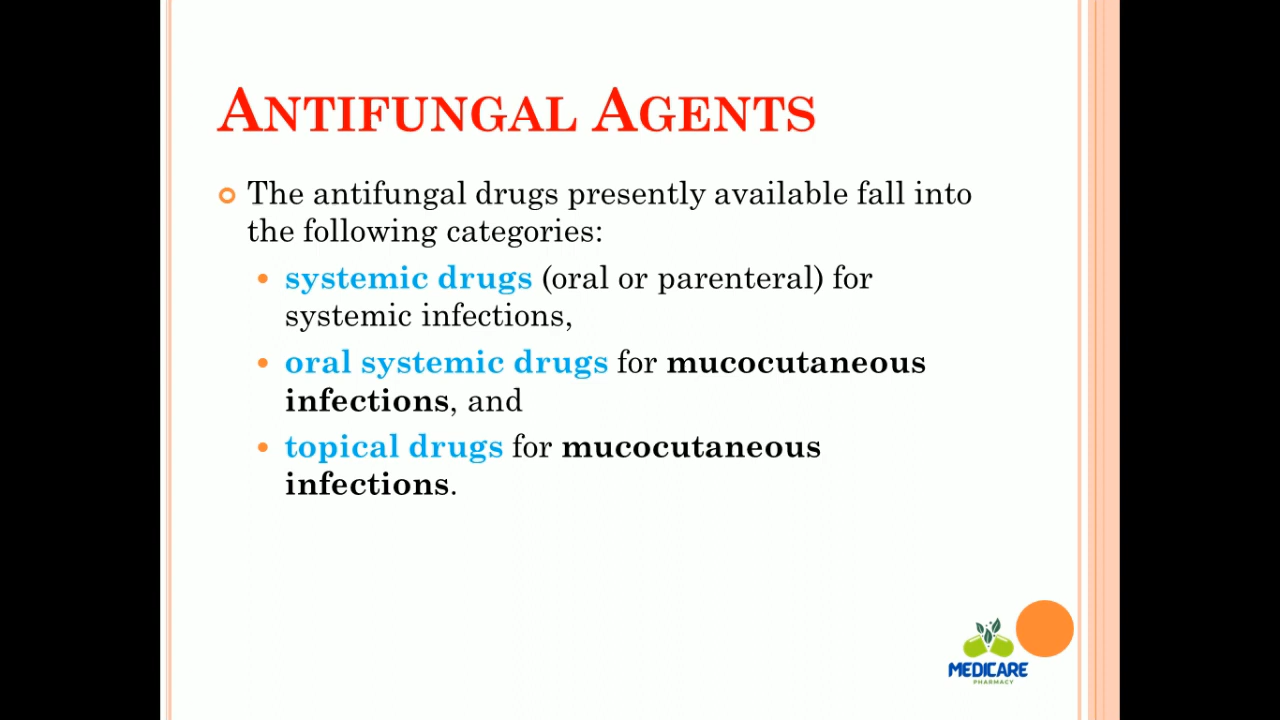 ANTIFUNGAL AGENTS
The antifungal drugs presently available fall into
the following categories:
systemic drugs (oral or parenteral) for
systemic infections,
oral systemic drugs for mucocutaneous
infections, and
topical drugs for mucocutaneous
infections.
MEDICARE
PHARMACY